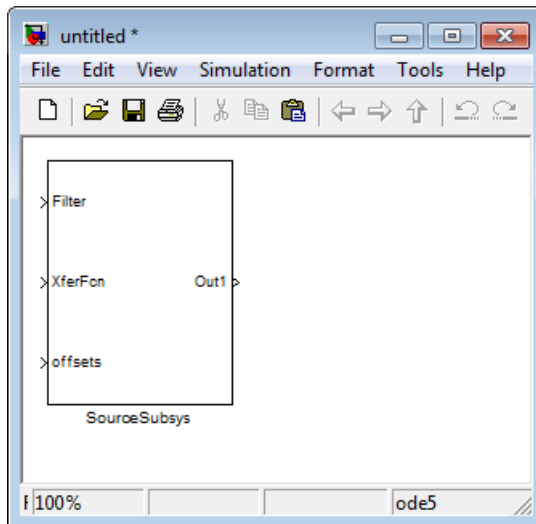 untitled *
File Edit View Simulation Format Tools Help
Filter
XferFcn Out1
offsets
SourceSubsys
F 100% ode5